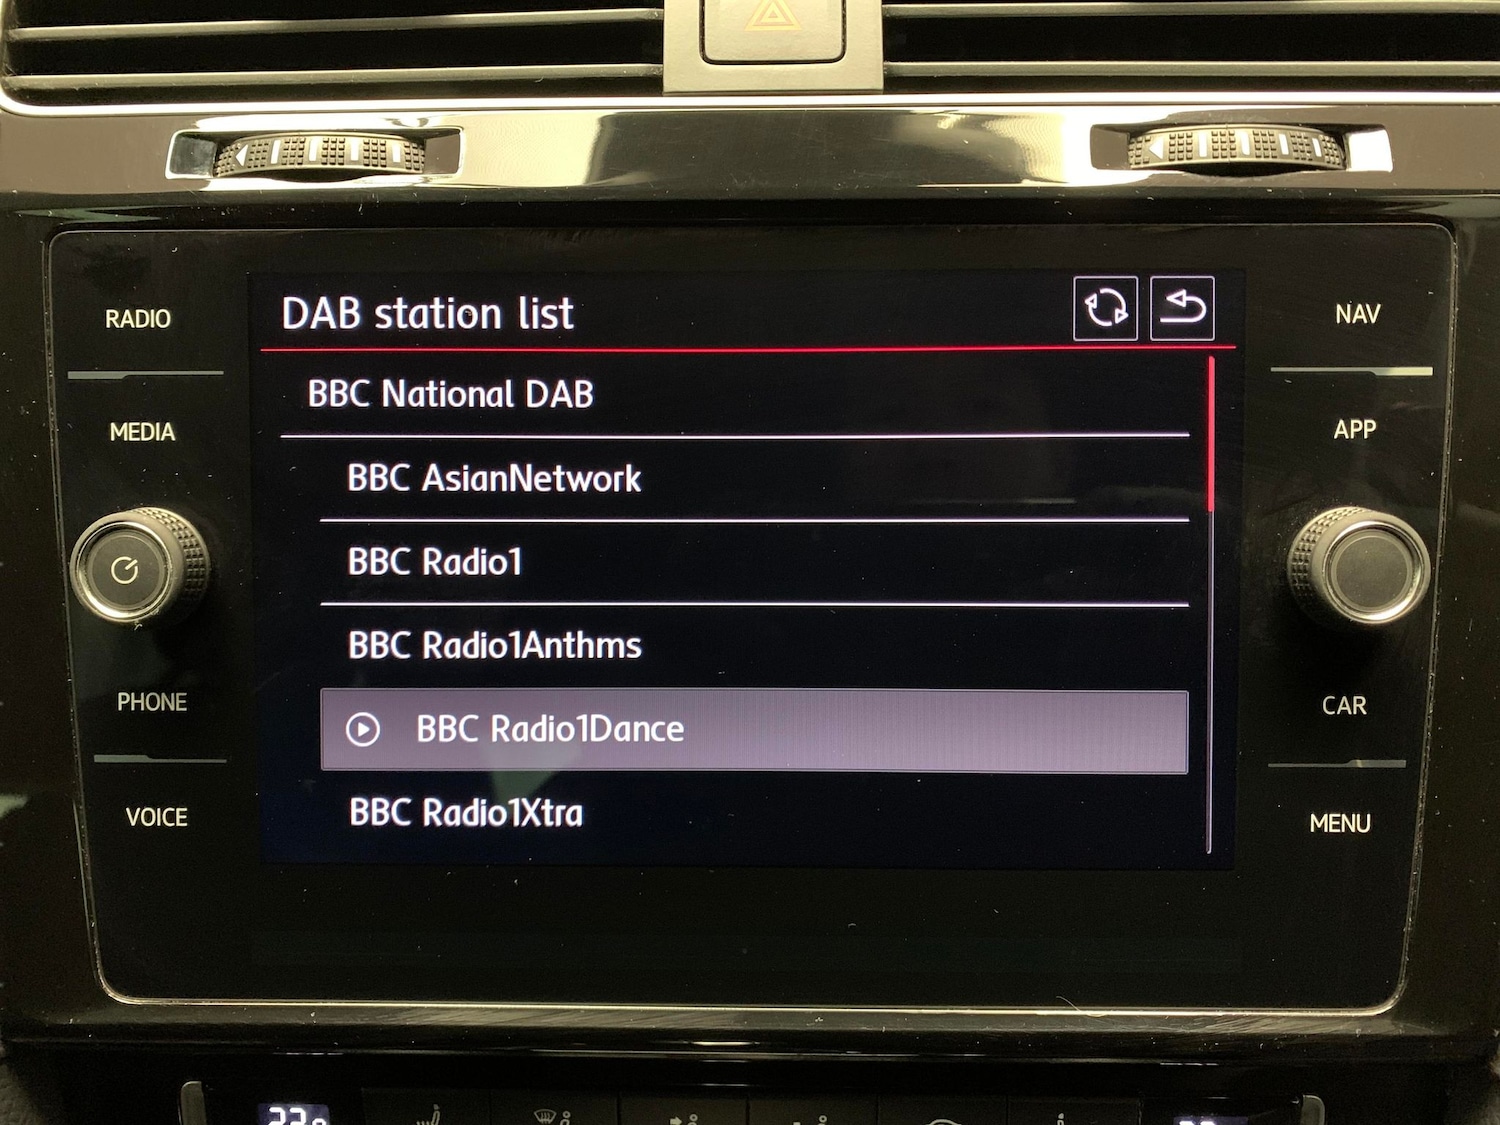 RADIO
MEDIA
PHONE
VOICE
DAB station list
BBC National DAB
BBC AsianNetwork
BBC Radio1
BBC Radio1Anthms
BBC Radio1Dance
BBC Radio1Xtra
NAV
APP
CAR
MENU